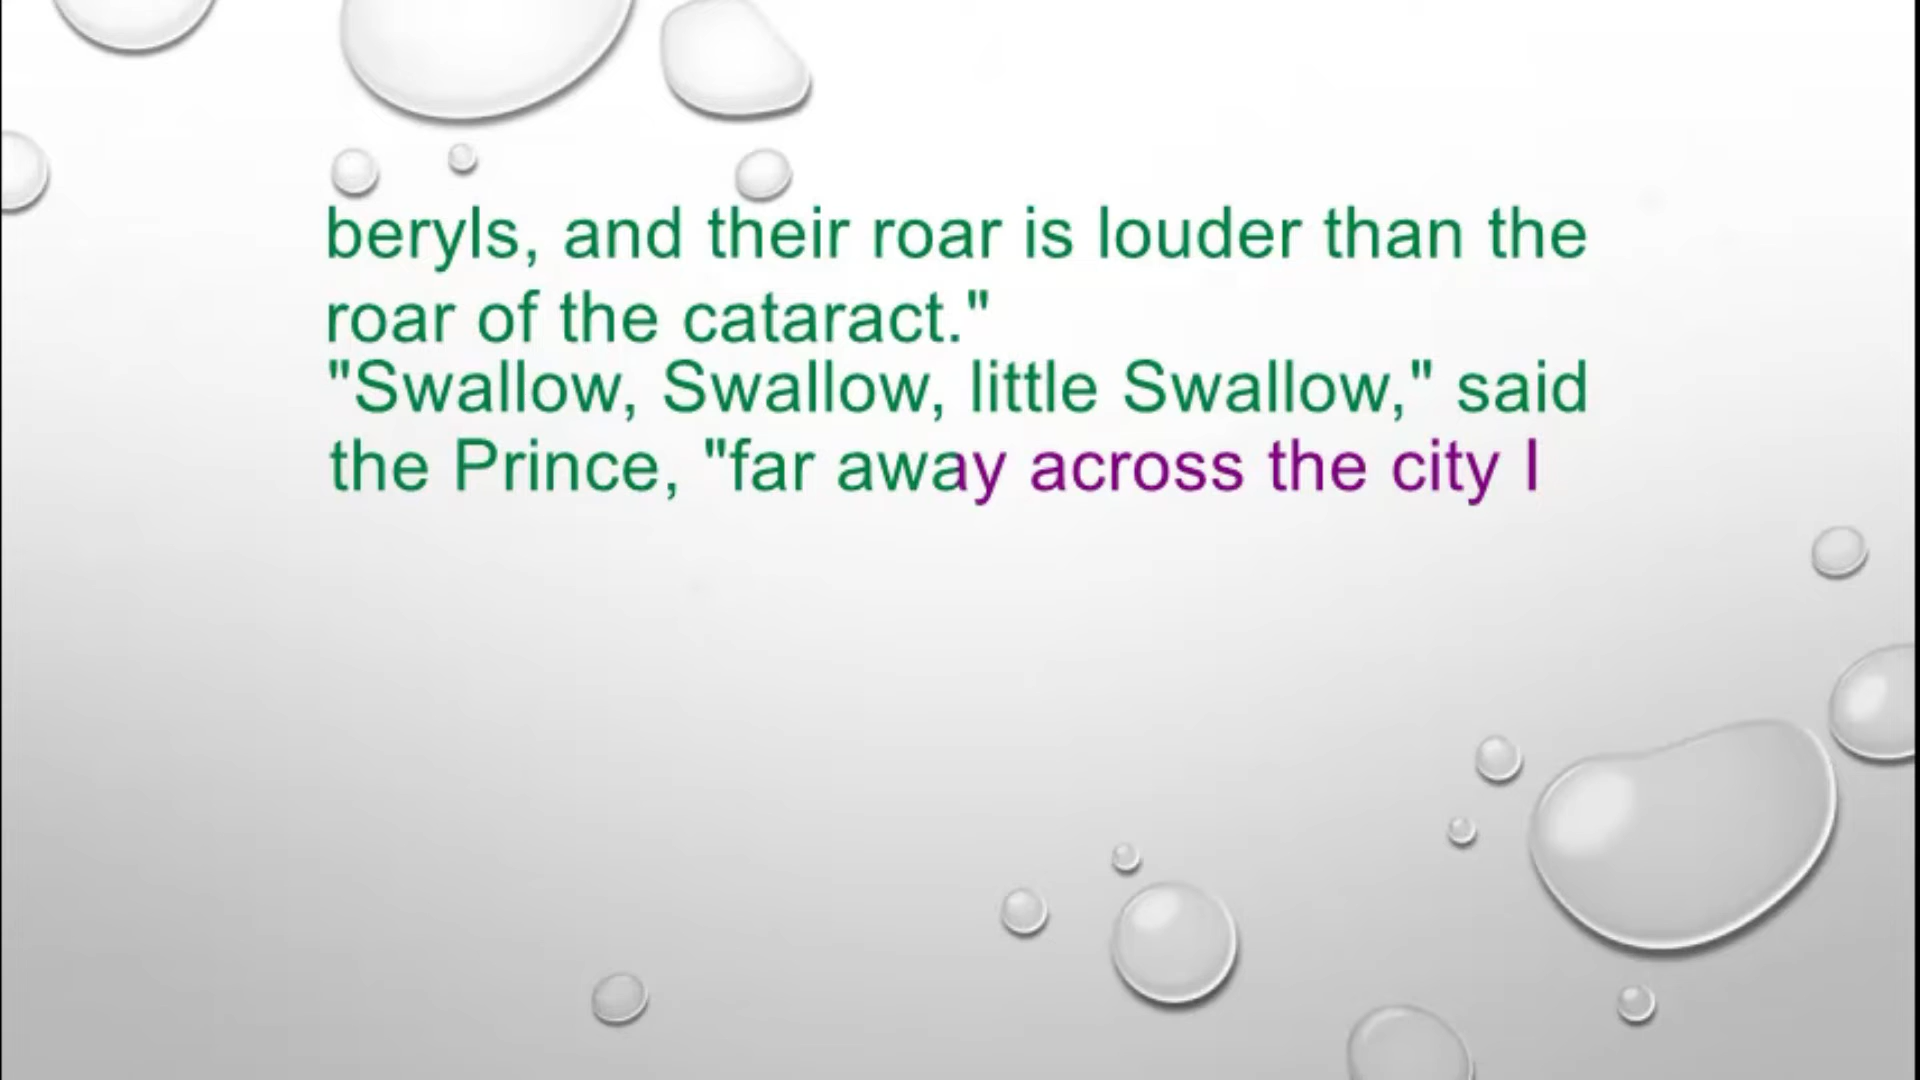 beryls, and their roar is louder than the
roar of the cataract."
"Swallow, Swallow, little Swallow," said
the Prince, "far away across the city I